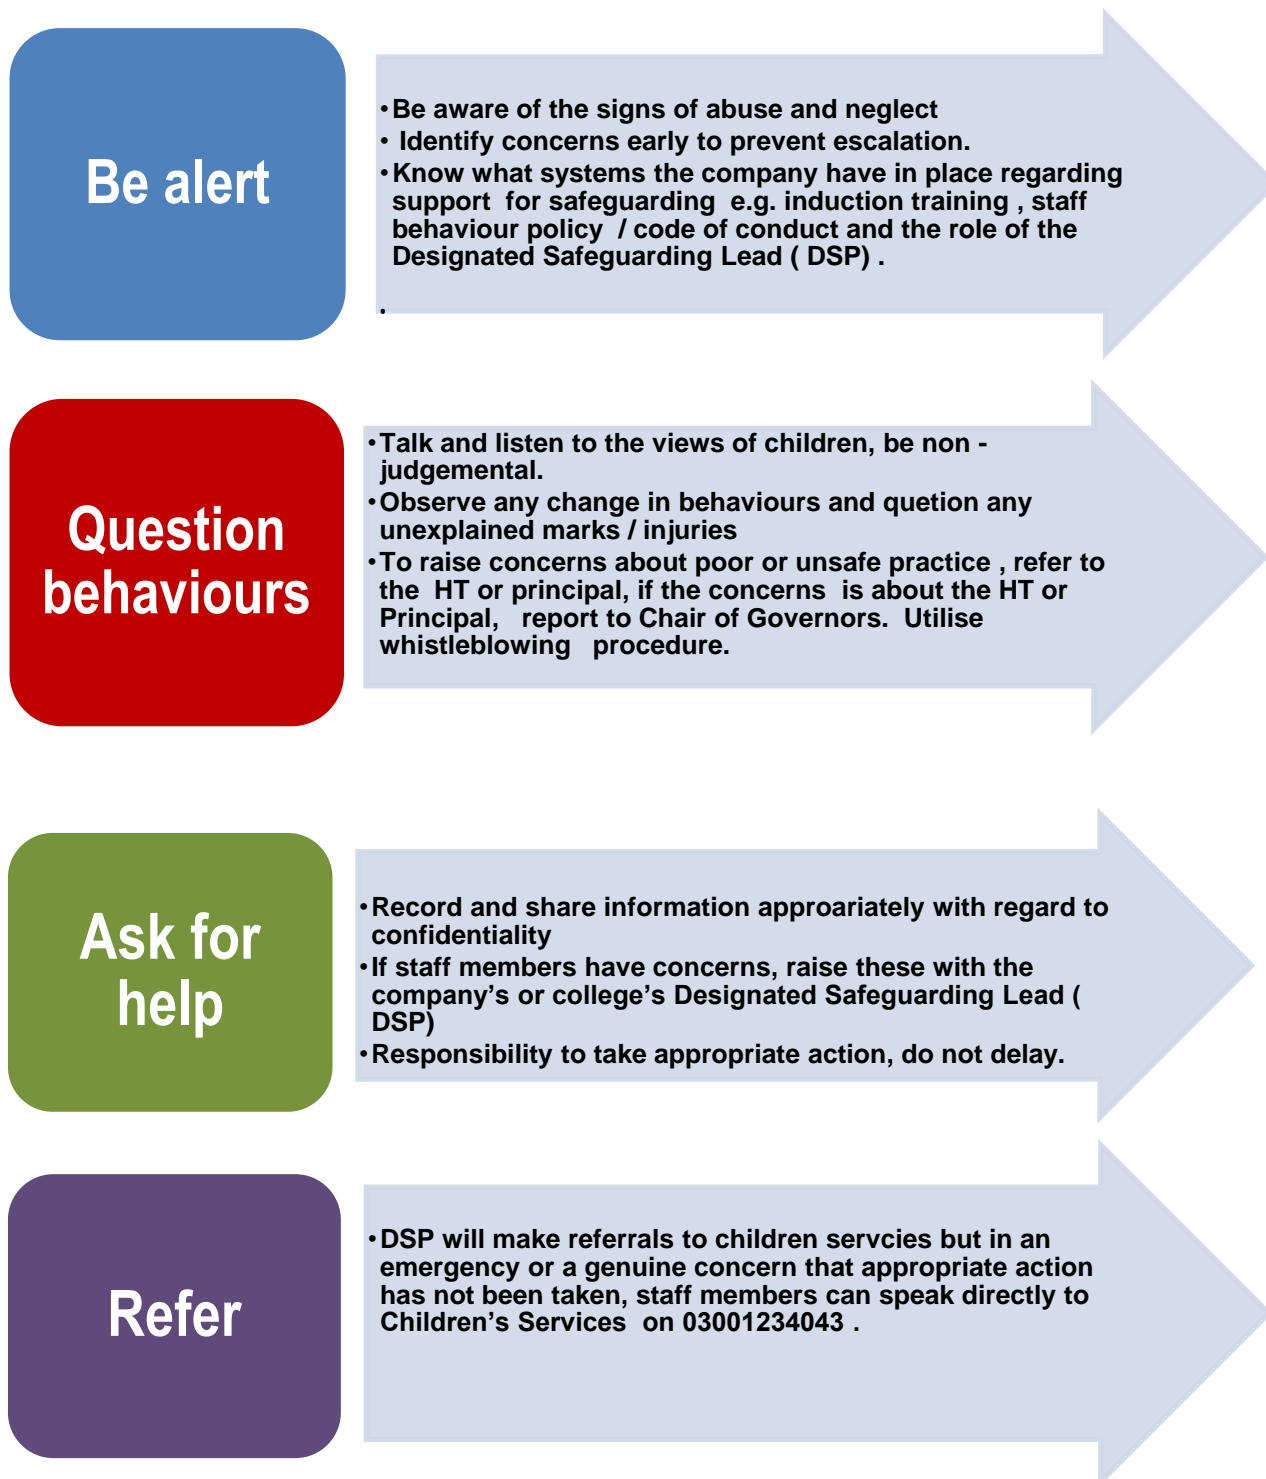 Be alert
•Be aware of the signs of abuse and neglect
• Identify concerns early to prevent escalation.
•Know what systems the company have in place regarding
support for safeguarding e.g. induction training , staff
behaviour policy / code of conduct and the role of the
Designated Safeguarding Lead ( DSP) .
•
Question
behaviours
•Talk and listen to the views of children, be non -
judgemental.
•Observe any change in behaviours and quetion any
unexplained marks / injuries
•To raise concerns about poor or unsafe practice , refer to
the HT or principal, if the concerns is about the HT or
Principal, report to Chair of Governors. Utilise
whistleblowing procedure.
Ask for
help
•Record and share information approariately with regard to
confidentiality
•If staff members have concerns, raise these with the
company’s or college’s Designated Safeguarding Lead (
DSP)
•Responsibility to take appropriate action, do not delay.
Refer
•DSP will make referrals to children servcies but in an
emergency or a genuine concern that appropriate action
has not been taken, staff members can speak directly to
Children’s Services on 03001234043 .